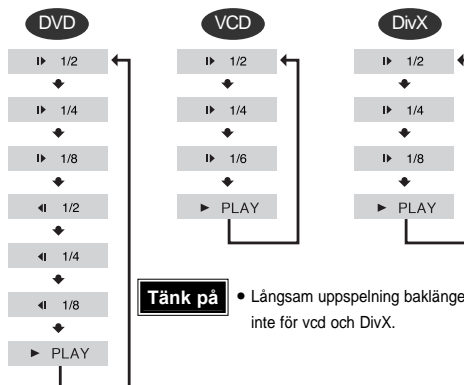 DVD
1/2
1/4
1/8
1/2
1/4
1/8
PLAY
VCD
1/2
1/4
1/6
PLAY
DivX
1/2
1/4
1/8
PLAY
Tänk på
• Långsam uppspelning baklänge
inte för vcd och DivX.